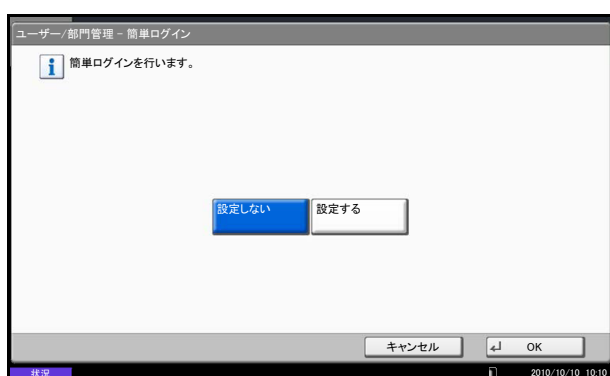 ユーザー/部門管理 - 簡単ログイン
簡単ログインを行います。
設定しない
設定する
キャンセル
OK
状況
2010/10/10 10:10